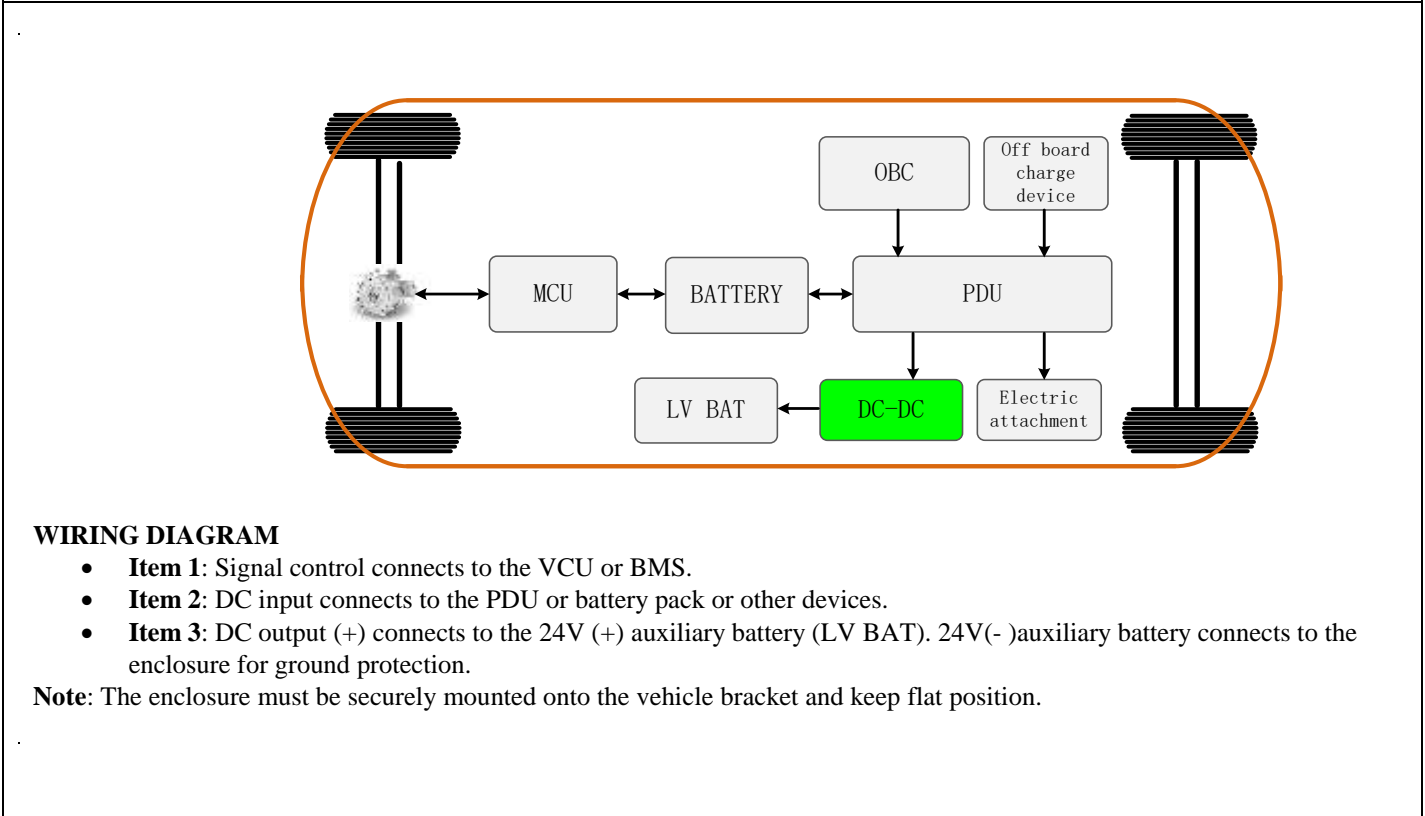 .
OBC
Off board
charge
device
MCU
BATTERY
PDU
LV BAT
DC-DC
Electric
attachment
WIRING DIAGRAM
• Item 1: Signal control connects to the VCU or BMS.
• Item 2: DC input connects to the PDU or battery pack or other devices.
• Item 3: DC output (+) connects to the 24V (+) auxiliary battery (LV BAT). 24V(- )auxiliary battery connects to the
enclosure for ground protection.
Note: The enclosure must be securely mounted onto the vehicle bracket and keep flat position.
.